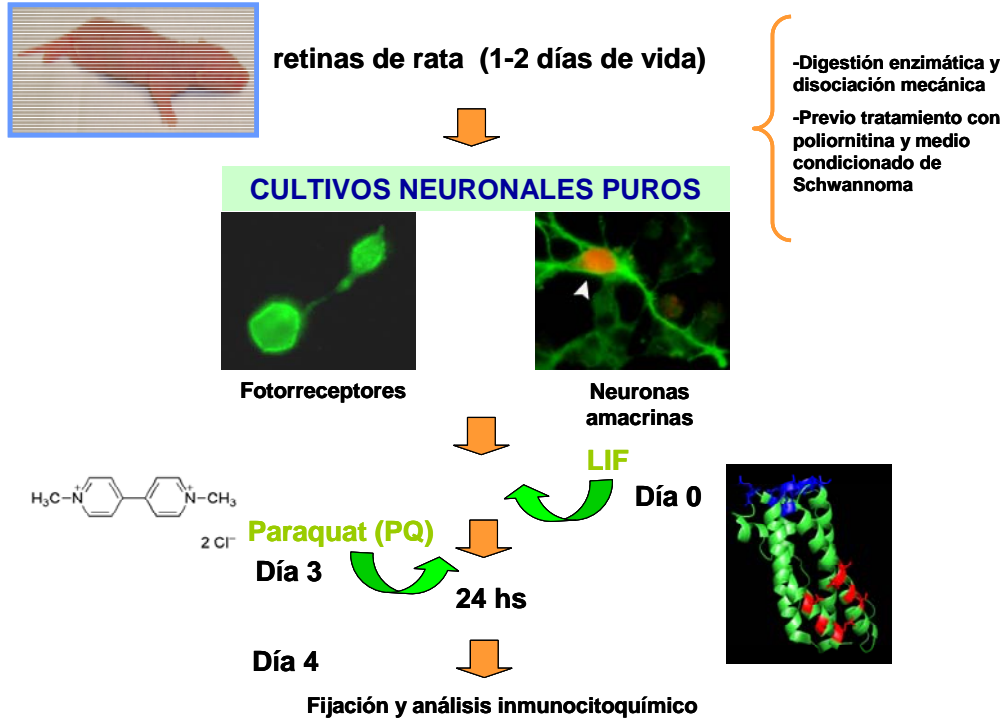 retinas de rata (1-2 días de vida)
-Digestión enzimática y
disociación mecánica
-Previo tratamiento con
poliornitina y medio
condicionado de
Schwannoma
CULTIVOS NEURONALES PUROS
Fotorreceptores
Neuronas
amacrinas
LIF
Día 0
H₃C-N⁺ N⁺-CH₃
2 Cl⁻
Paraquat (PQ)
Día 3
24 hs
Día 4
Fijación y análisis inmunocitoquímico